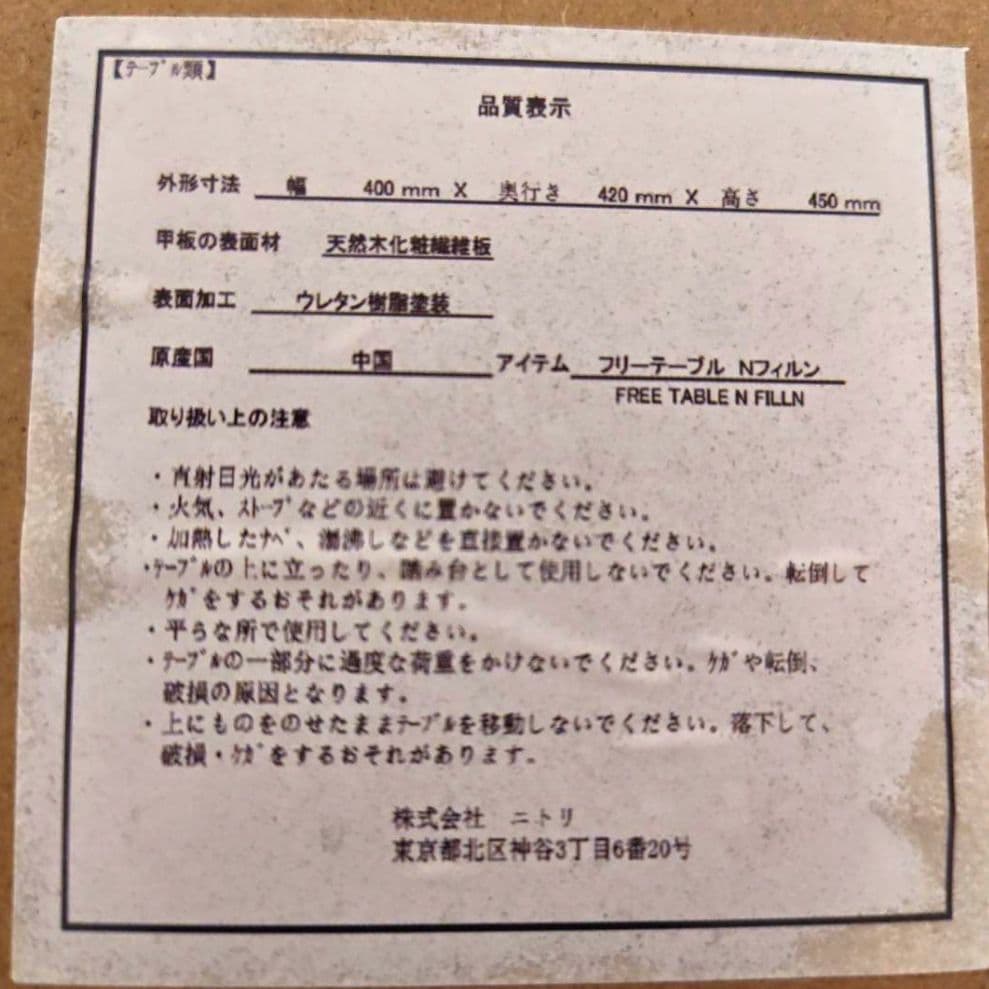 【ﾃｰﾌﾞﾙ類】
品質表示
外形寸法 幅 400 mm X 奥行き 420 mm X 高さ 450 mm
甲板の表面材 天然木化粧繊維板
表面加工 ウレタン樹脂塗装
原産国 中国 アイテム フリーテーブル Nフィルン
FREE TABLE N FILLN
取り扱い上の注意
・直射日光があたる場所は避けてください。
・火気、ｽﾄｰﾌﾞなどの近くに置かないでください。
・加熱したﾅﾍﾞ、湯沸しなどを直接置かないでください。
・ﾃｰﾌﾞﾙの上に立ったり、踏み台として使用しないでください。転倒して
ｹｶﾞをするおそれがあります。
・平らな所で使用してください。
・ﾃｰﾌﾞﾙの一部分に過度な荷重をかけないでください。ｹｶﾞや転倒、
破損の原因となります。
・上にものをのせたままﾃｰﾌﾞﾙを移動しないでください。落下して、
破損・ｹｶﾞをするおそれがあります。
株式会社 ニトリ
東京都北区神谷3丁目6番20号